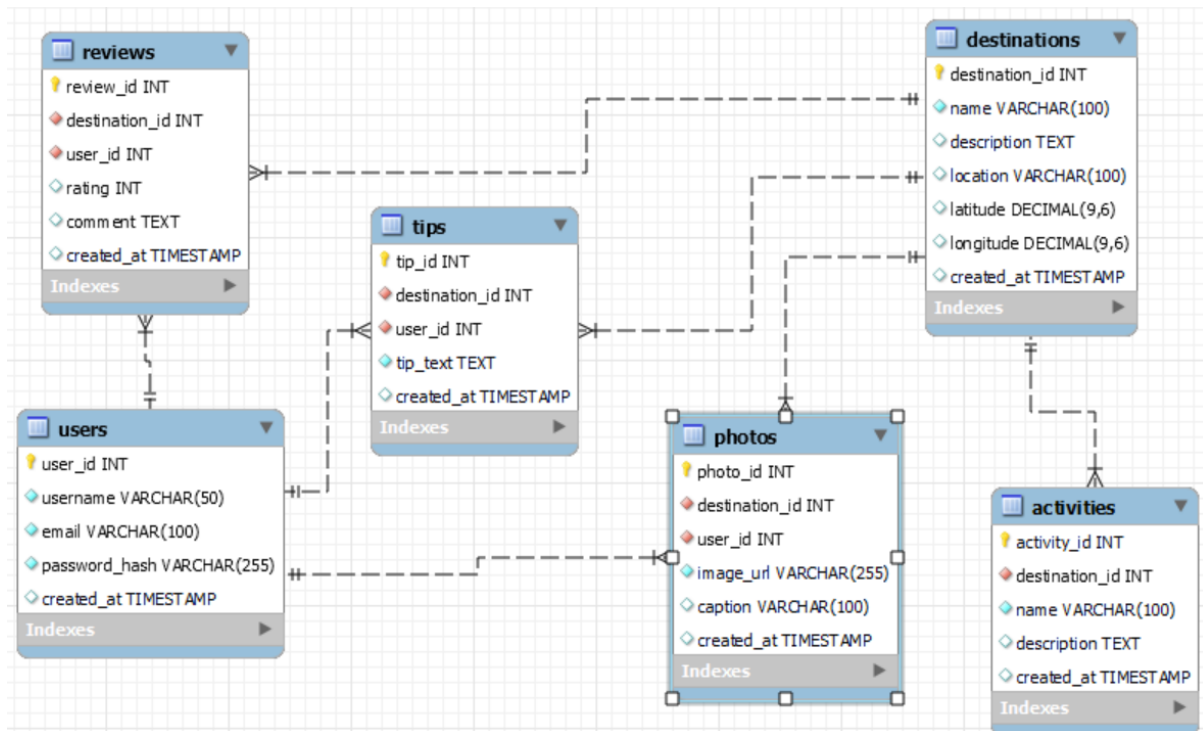 reviews
review_id INT
destination_id INT
user_id INT
rating INT
comment TEXT
created_at TIMESTAMP
Indexes
destinations
destination_id INT
name VARCHAR(100)
description TEXT
location VARCHAR(100)
latitude DECIMAL(9,6)
longitude DECIMAL(9,6)
created_at TIMESTAMP
Indexes
tips
tip_id INT
destination_id INT
user_id INT
tip_text TEXT
created_at TIMESTAMP
Indexes
users
user_id INT
username VARCHAR(50)
email VARCHAR(100)
password_hash VARCHAR(255)
created_at TIMESTAMP
Indexes
photos
photo_id INT
destination_id INT
user_id INT
image_url VARCHAR(255)
caption VARCHAR(100)
created_at TIMESTAMP
Indexes
activities
activity_id INT
destination_id INT
name VARCHAR(100)
description TEXT
created_at TIMESTAMP
Indexes